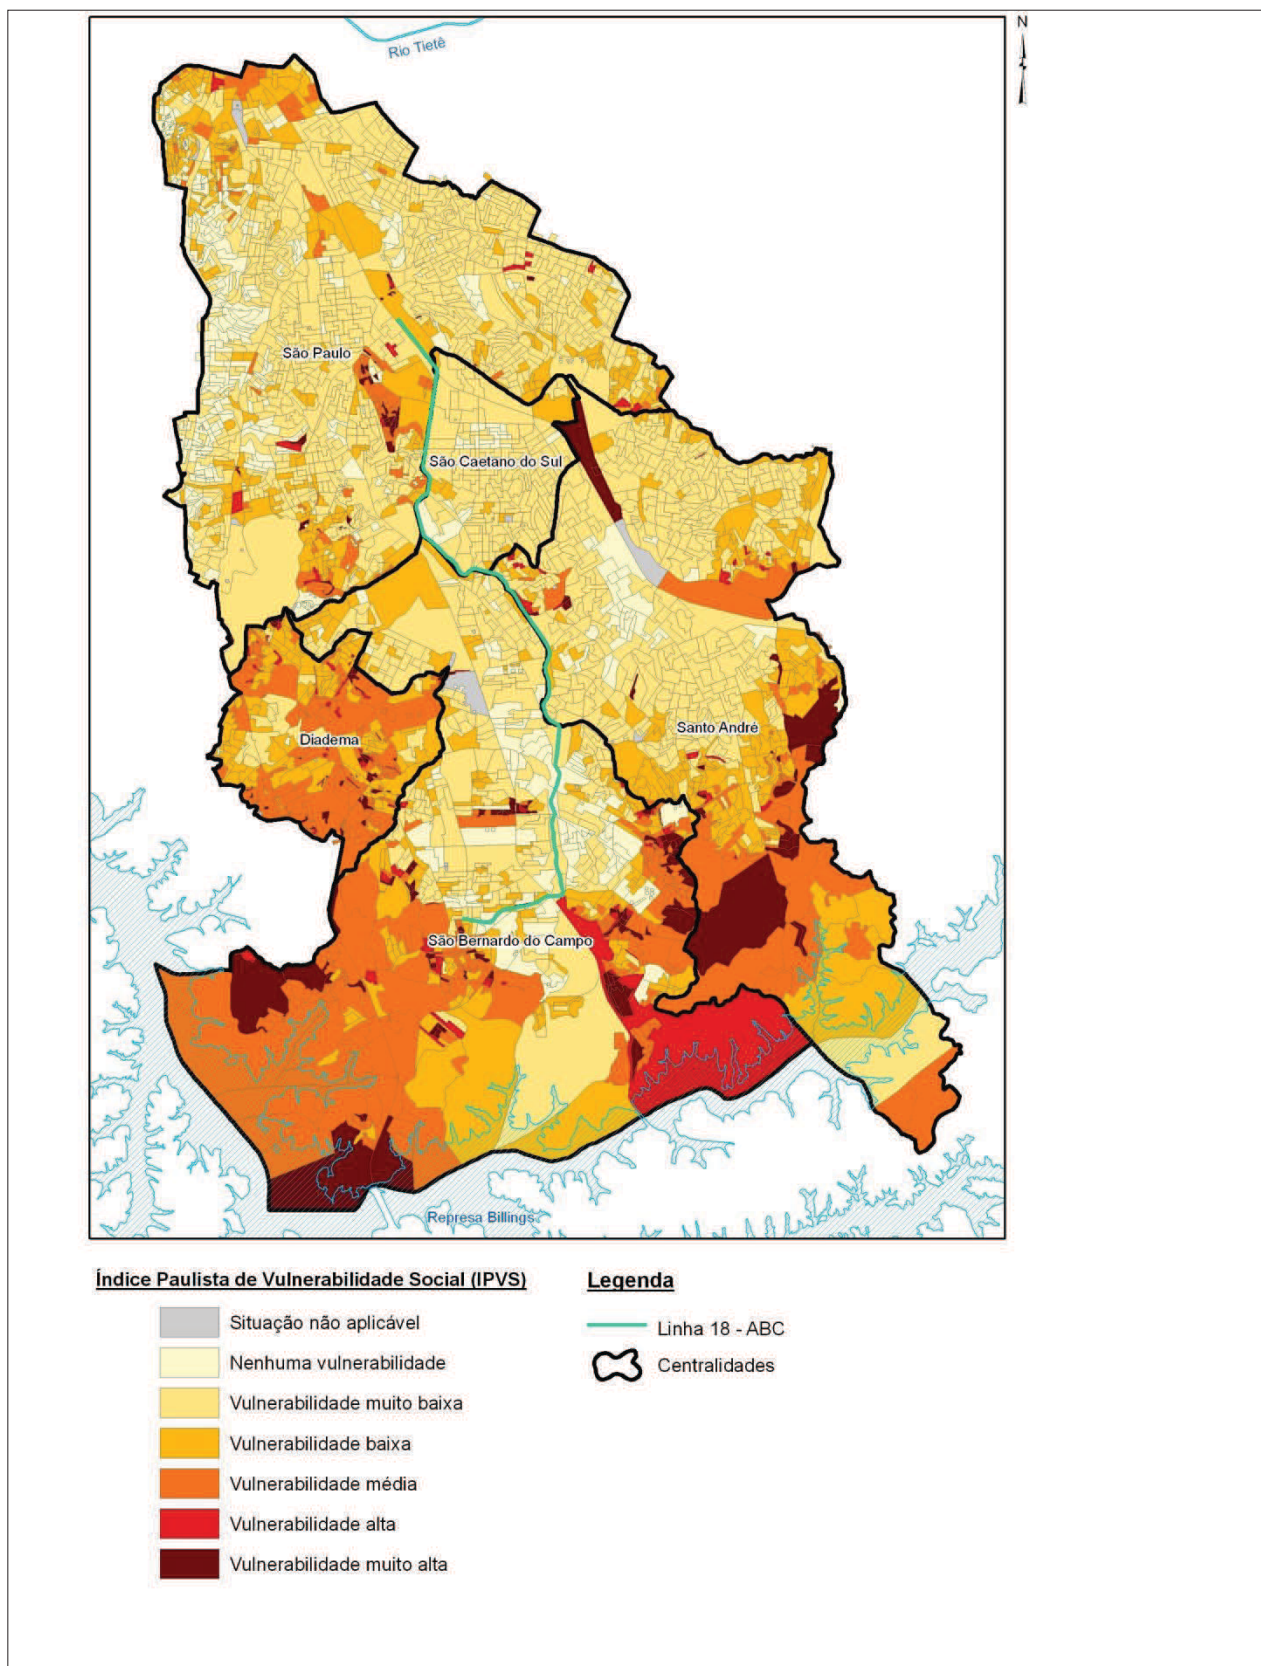 N
Rio Tietê
São Paulo
São Caetano do Sul
Santo André
Diadema
São Bernardo do Campo
Represa Billings
Índice Paulista de Vulnerabilidade Social (IPVS)
Situação não aplicável
Nenhuma vulnerabilidade
Vulnerabilidade muito baixa
Vulnerabilidade baixa
Vulnerabilidade média
Vulnerabilidade alta
Vulnerabilidade muito alta
Legenda
Linha 18 - ABC
Centralidades